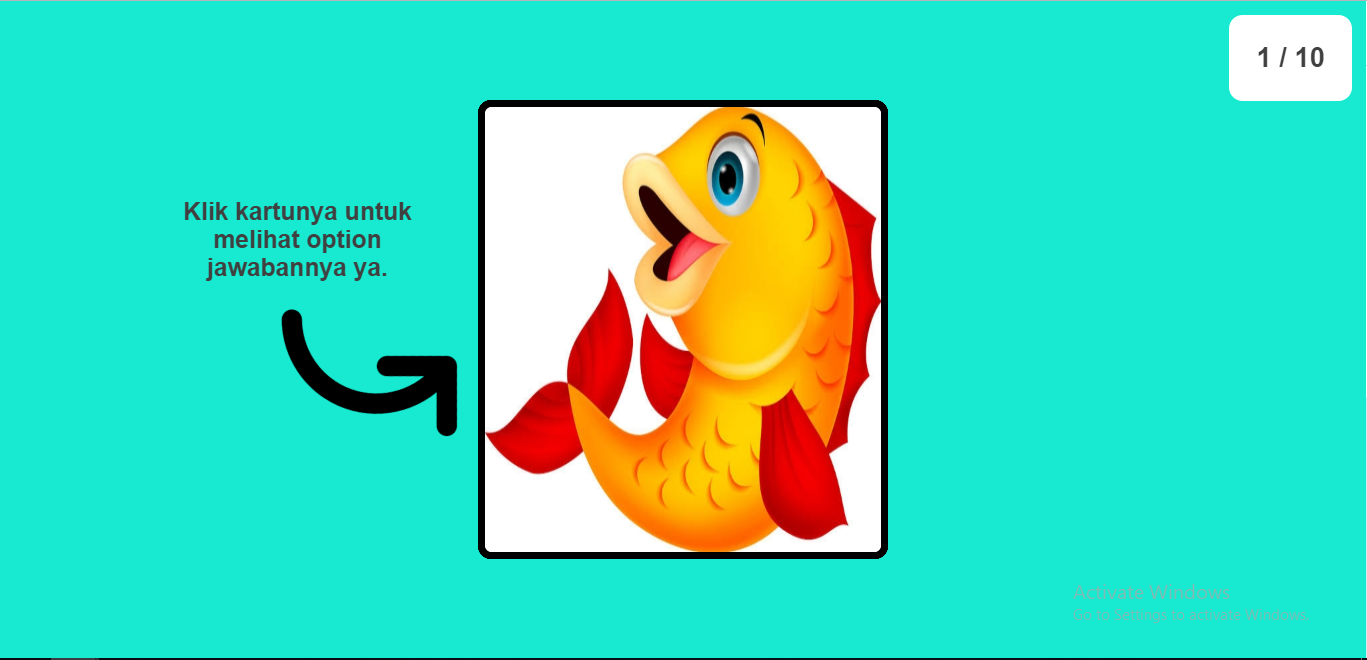 1 / 10
Klik kartunya untuk
melihat option
jawabannya ya.
Activate Windows
Go to Settings to activate Windows.